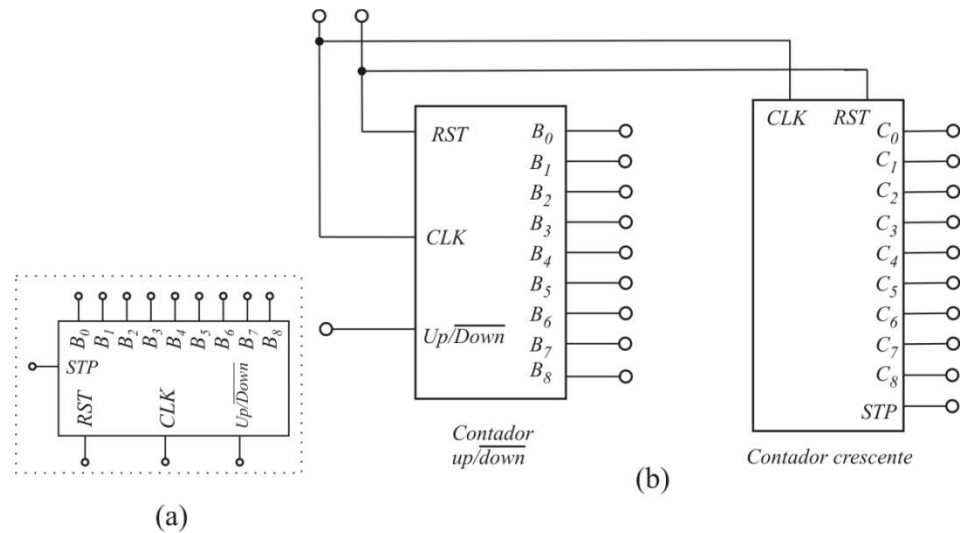 CLK RST
RST
CLK
Up/Down
B0
B1
B2
B3
B4
B5
B6
B7
B8
C0
C1
C2
C3
C4
C5
C6
C7
C8
STP
Contador
up/down
Contador crescente
(b)
B0 B1 B2 B3 B4 B5 B6 B7 B8
STP
RST CLK Up/Down
(a)